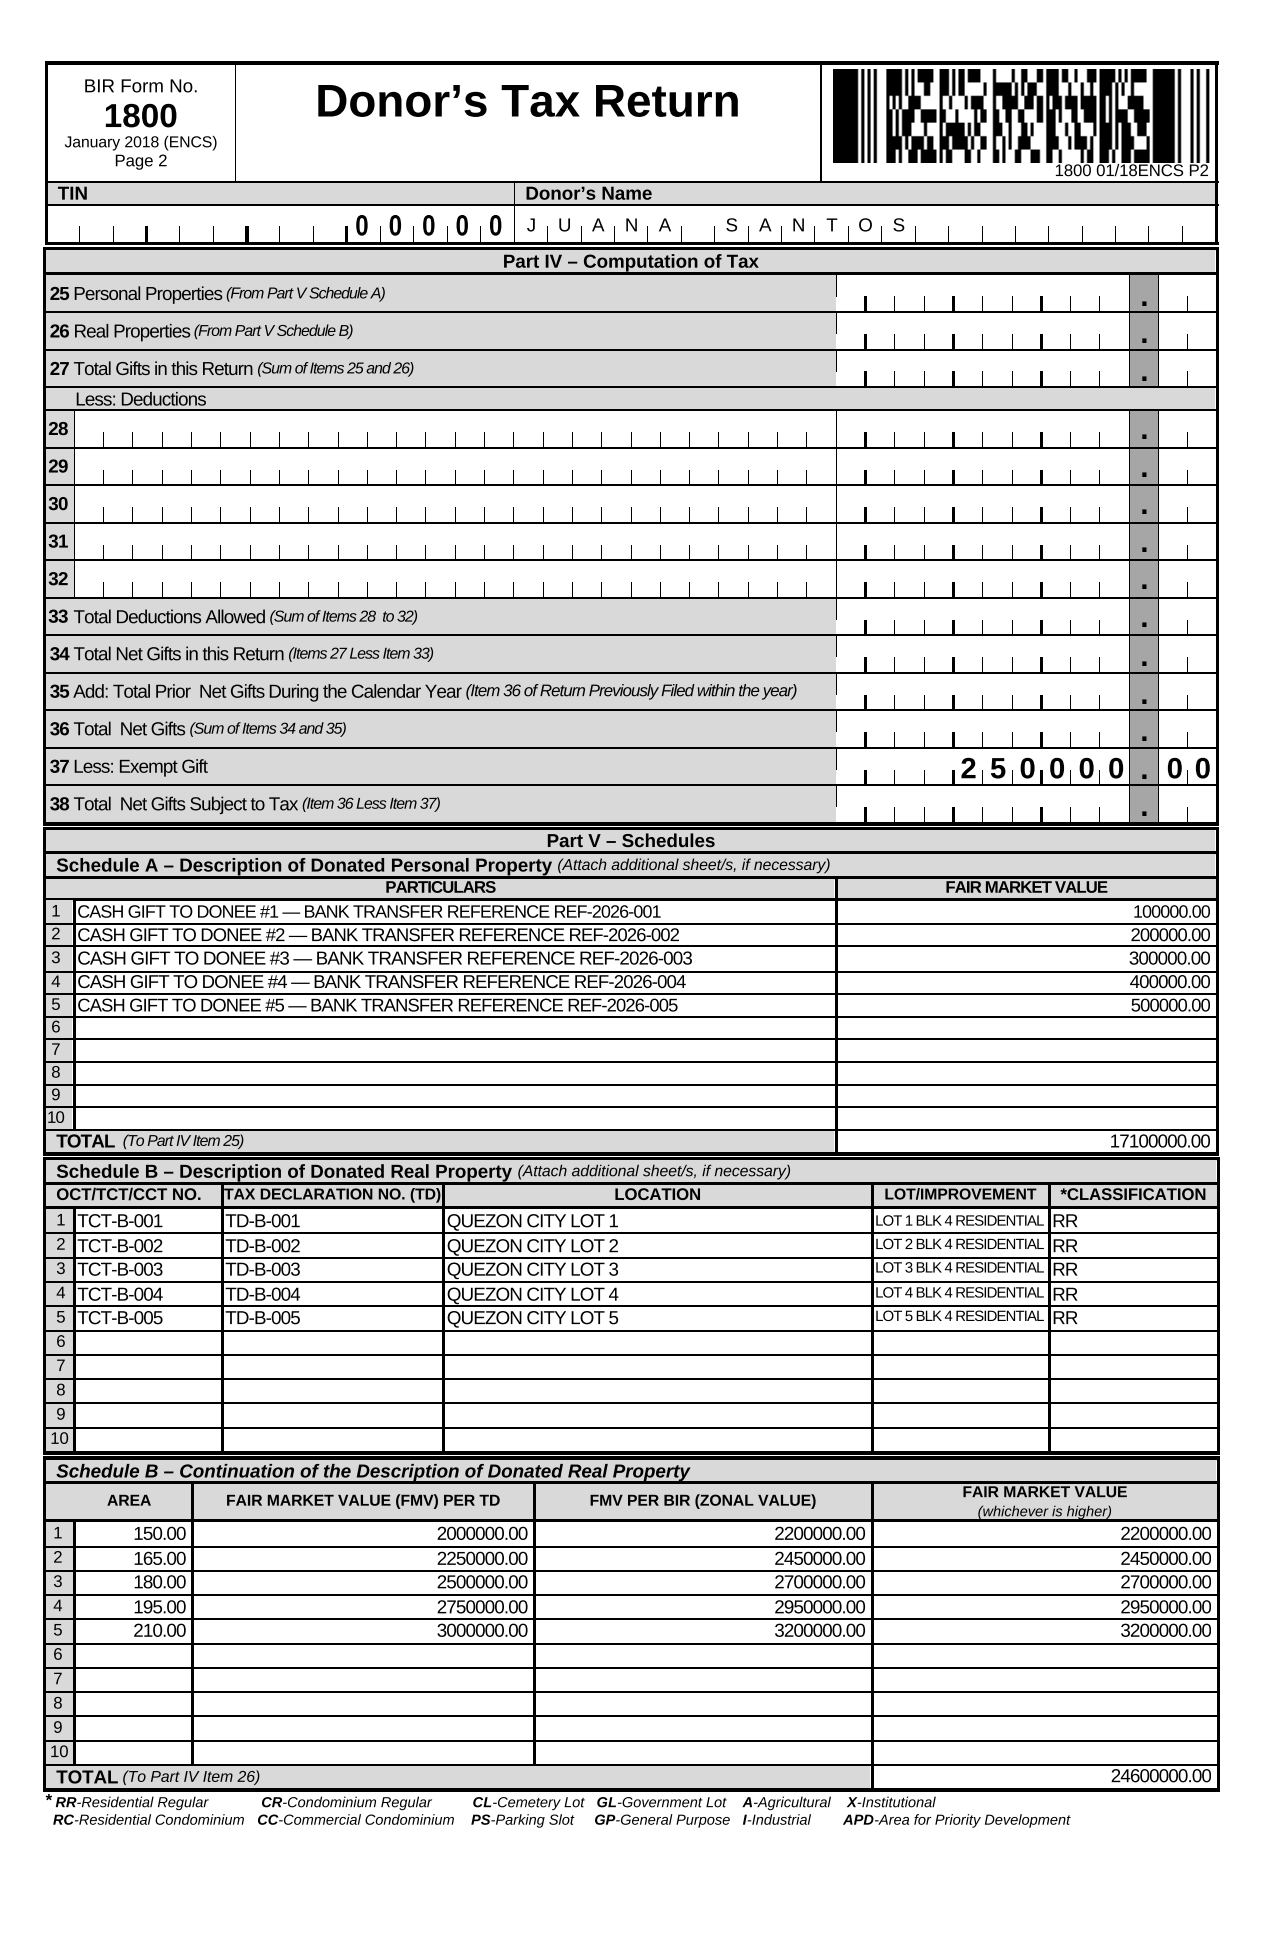 BIR Form No.
1800
January 2018 (ENCS)
Page 2
Donor’s Tax Return
1800 01/18ENCS P2
TIN Donor’s Name
0 0 0 0 0 JUANA SANTOS
Part IV – Computation of Tax
25 Personal Properties (From Part V Schedule A) .
26 Real Properties (From Part V Schedule B) .
27 Total Gifts in this Return (Sum of Items 25 and 26) .
Less: Deductions
28 .
29 .
30 .
31 .
32 .
33 Total Deductions Allowed (Sum of Items 28 to 32) .
34 Total Net Gifts in this Return (Items 27 Less Item 33) .
35 Add: Total Prior Net Gifts During the Calendar Year (Item 36 of Return Previously Filed within the year) .
36 Total Net Gifts (Sum of Items 34 and 35) .
37 Less: Exempt Gift 250000.00
38 Total Net Gifts Subject to Tax (Item 36 Less Item 37) .
Part V – Schedules
Schedule A – Description of Donated Personal Property (Attach additional sheet/s, if necessary)
PARTICULARS FAIR MARKET VALUE
1 CASH GIFT TO DONEE #1 — BANK TRANSFER REFERENCE REF-2026-001 100000.00
2 CASH GIFT TO DONEE #2 — BANK TRANSFER REFERENCE REF-2026-002 200000.00
3 CASH GIFT TO DONEE #3 — BANK TRANSFER REFERENCE REF-2026-003 300000.00
4 CASH GIFT TO DONEE #4 — BANK TRANSFER REFERENCE REF-2026-004 400000.00
5 CASH GIFT TO DONEE #5 — BANK TRANSFER REFERENCE REF-2026-005 500000.00
6
7
8
9
10
TOTAL (To Part IV Item 25) 17100000.00
Schedule B – Description of Donated Real Property (Attach additional sheet/s, if necessary)
OCT/TCT/CCT NO. TAX DECLARATION NO. (TD) LOCATION LOT/IMPROVEMENT *CLASSIFICATION
1 TCT-B-001 TD-B-001 QUEZON CITY LOT 1 LOT 1 BLK 4 RESIDENTIAL RR
2 TCT-B-002 TD-B-002 QUEZON CITY LOT 2 LOT 2 BLK 4 RESIDENTIAL RR
3 TCT-B-003 TD-B-003 QUEZON CITY LOT 3 LOT 3 BLK 4 RESIDENTIAL RR
4 TCT-B-004 TD-B-004 QUEZON CITY LOT 4 LOT 4 BLK 4 RESIDENTIAL RR
5 TCT-B-005 TD-B-005 QUEZON CITY LOT 5 LOT 5 BLK 4 RESIDENTIAL RR
6
7
8
9
10
Schedule B – Continuation of the Description of Donated Real Property
AREA FAIR MARKET VALUE (FMV) PER TD FMV PER BIR (ZONAL VALUE) FAIR MARKET VALUE
(whichever is higher)
1 150.00 2000000.00 2200000.00 2200000.00
2 165.00 2250000.00 2450000.00 2450000.00
3 180.00 2500000.00 2700000.00 2700000.00
4 195.00 2750000.00 2950000.00 2950000.00
5 210.00 3000000.00 3200000.00 3200000.00
6
7
8
9
10
TOTAL (To Part IV Item 26) 24600000.00
* RR-Residential Regular CR-Condominium Regular CL-Cemetery Lot GL-Government Lot A-Agricultural X-Institutional
RC-Residential Condominium CC-Commercial Condominium PS-Parking Slot GP-General Purpose I-Industrial APD-Area for Priority Development